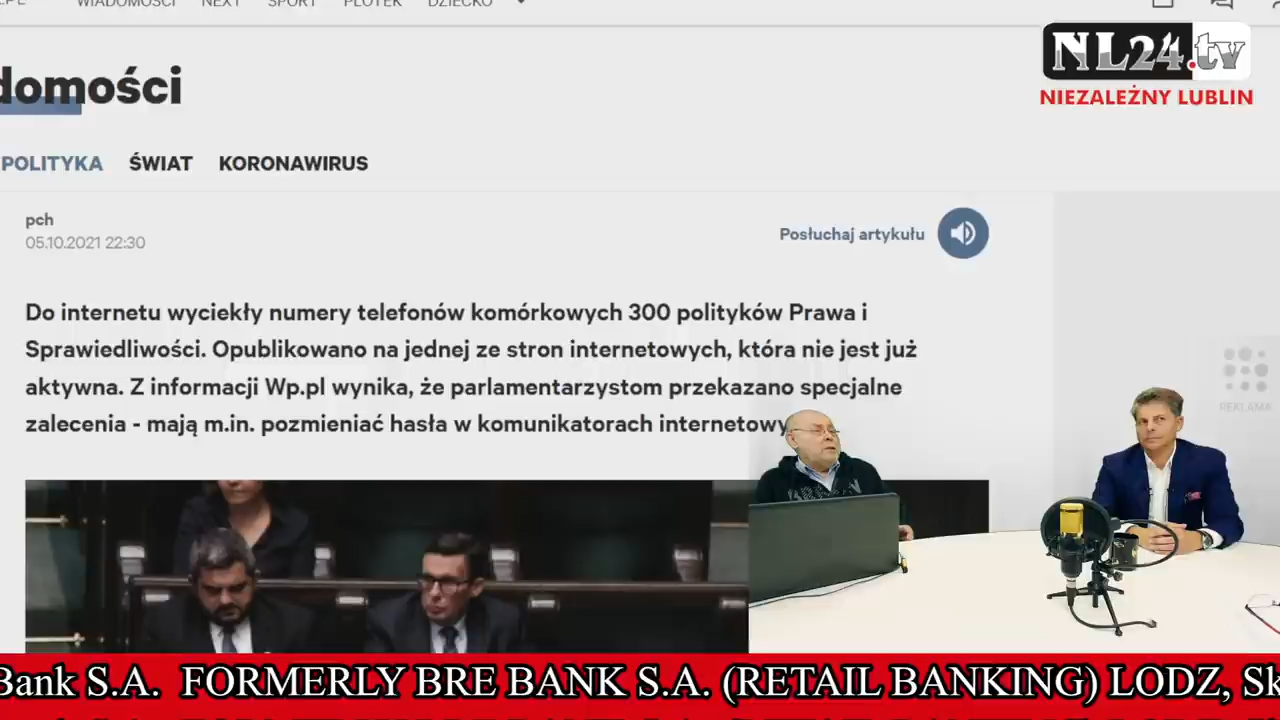 WIADOMOŚCI NEXT SPORT PLOTEK DZIECKO
NL24.tv
NIEZALEŻNY LUBLIN
domości
POLITYKA ŚWIAT KORONAWIRUS
pch
05.10.2021 22:30
Posłuchaj artykułu
Do internetu wyciekły numery telefonów komórkowych 300 polityków Prawa i
Sprawiedliwości. Opublikowano na jednej ze stron internetowych, która nie jest już
aktywna. Z informacji Wp.pl wynika, że parlamentarzystom przekazano specjalne
zalecenia - mają m.in. pozmieniać hasła w komunikatorach internetowy
REKLAMA
Bank S.A. FORMERLY BRE BANK S.A. (RETAIL BANKING) LODZ, Sk